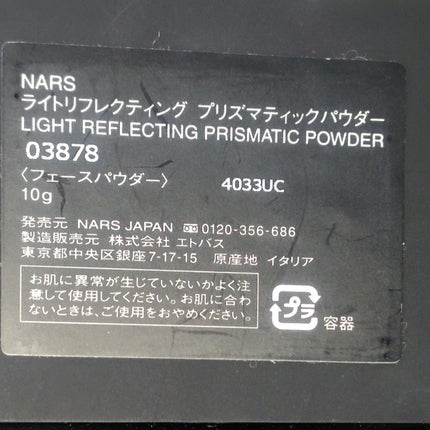 NARS
ライトリフレクティング プリズマティックパウダー
LIGHT REFLECTING PRISMATIC POWDER
03878
〈フェースパウダー〉 4033UC
10g
発売元 NARS JAPAN ☎0120-356-686
製造販売元 株式会社 エトバス
東京都中央区銀座7-17-15 原産地 イタリア
お肌に異常が生じていないかよく注
意して使用してください。お肌に合わ
ないときは、ご使用をおやめください。
プラ 容器